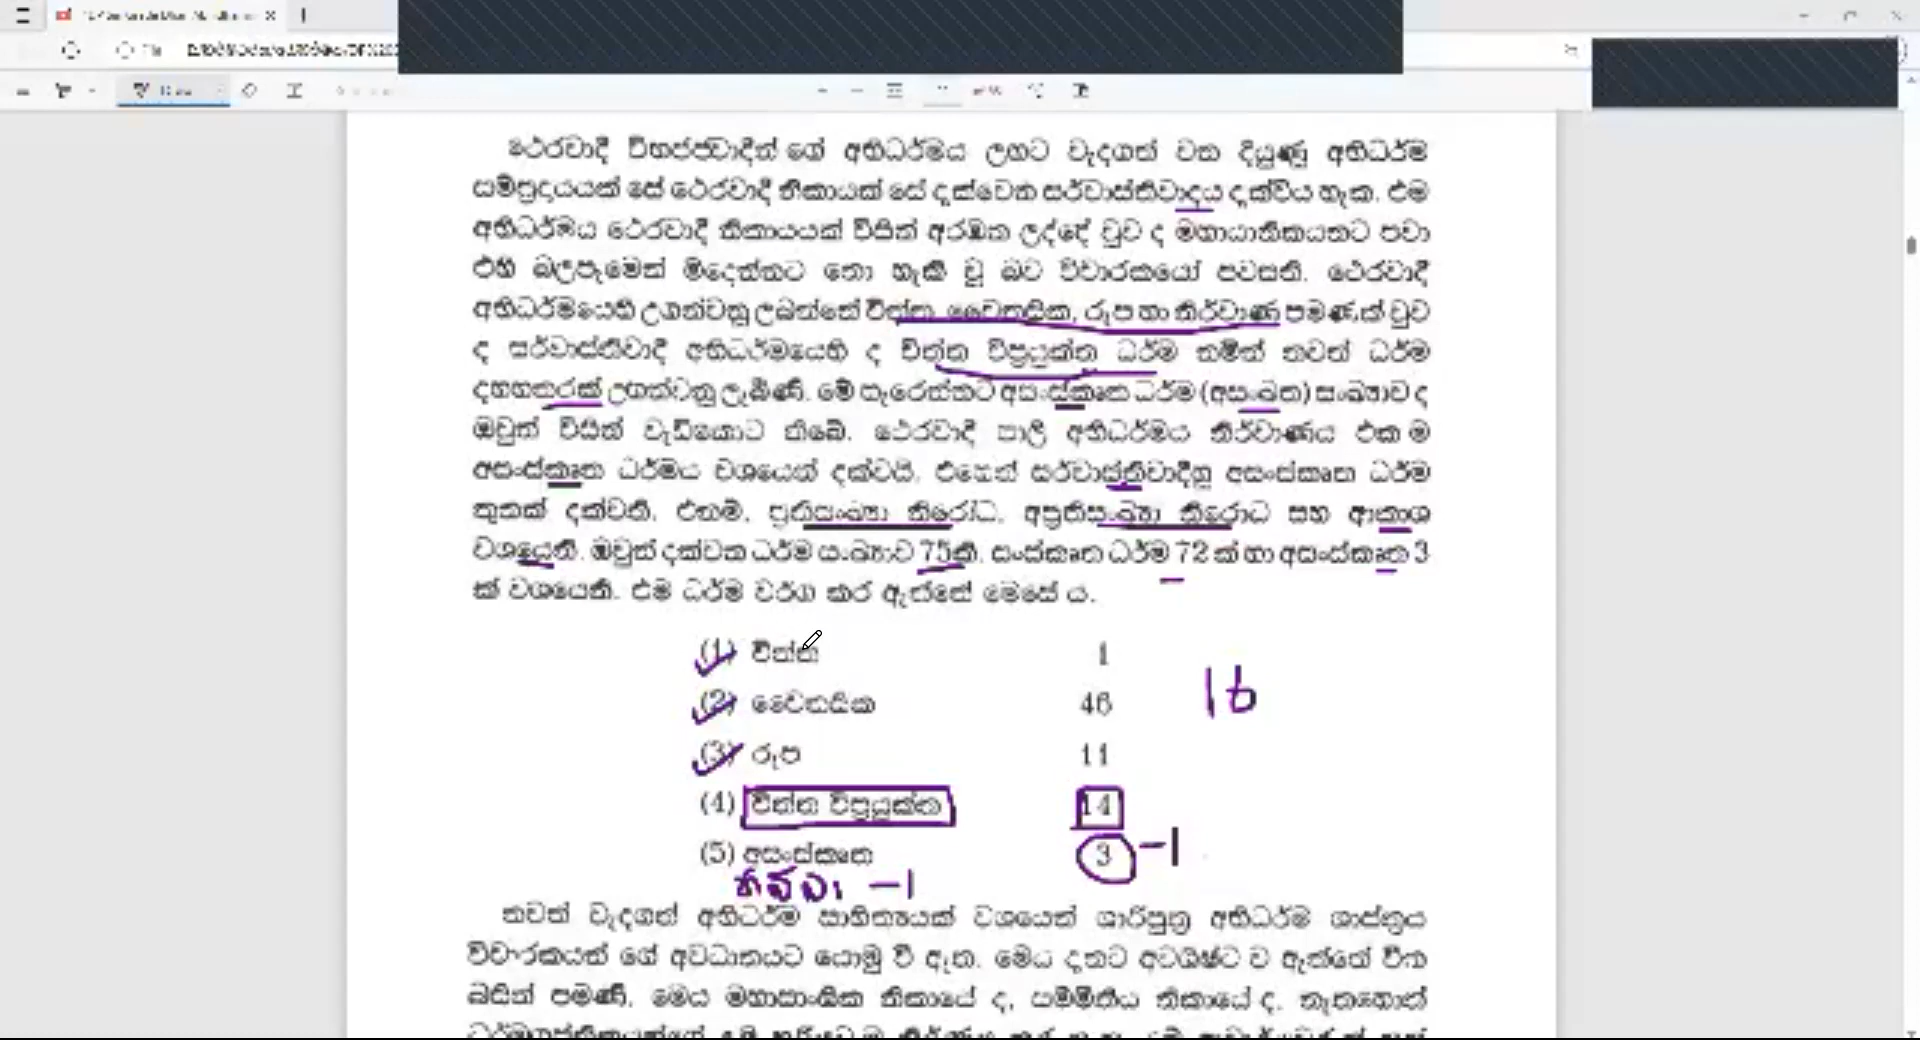 ථෙරවාදී විභජ්ජවාදීන් ගේ අභිධර්මය ලඟට වැදගත් වන දියුණු අභිධර්ම
සම්ප්‍රදායයක් සේ ථෙරවාදී නිකායක් සේ දැක්වෙන සර්වාස්තිවාදය දැක්විය හැක. එම
අභිධර්මය ථෙරවාදී නිකායයක් විසින් අරඹන ලද්දේ වුව ද මහායානිකයනට පවා
එහි බලපෑමෙන් මිදෙන්නට නො හැකි වූ බව විචාරකයෝ පවසති. ථෙරවාදී
අභිධර්මයෙහි උගන්වනු ලබන්නේ චිත්ත චෛතසික, රූප හා නිර්වාණ පමණක් වුව
ද සර්වාස්තිවාදී අභිධර්මයෙහි ද චිත්ත විප්‍රයුක්ත ධර්ම නමින් තවත් ධර්ම
දහහතරක් උගන්වනු ලැබිණි. මේ හැරෙන්නට අසංස්කෘත ධර්ම (අසංඛත) සංඛ්‍යාව ද
ඔවුන් විසින් වැඩිකොට තිබේ. ථෙරවාදී පාලි අභිධර්මය නිර්වාණය එක ම
අසංස්කෘත ධර්මය වශයෙන් දක්වයි. එහෙත් සර්වාස්තිවාදීහු අසංස්කෘත ධර්ම
තුනක් දක්වති. එනම්, ප්‍රතිසංඛ්‍යා නිරෝධ, අප්‍රතිසංඛ්‍යා නිරොධ සහ ආකාශ
වශයෙනි. ඔවුන් දක්වන ධර්ම සංඛ්‍යාව 75කි. සංස්කෘත ධර්ම 72 ක් හා අසංස්කෘත 3
ක් වශයෙනි. එම ධර්ම වර්ග කර ඇත්තේ මෙසේ ය.
(1) චිත්ත 1
(2) චෛතසික 46 16
(3) රූප 11
(4) චිත්ත විප්‍රයුක්ත 14
(5) අසංස්කෘත 3 -1
නිබ්බා -1
තවත් වැදගත් අභිධර්ම සාහිත්‍යයක් වශයෙන් ශාරිපුත්‍ර අභිධර්ම ශාස්ත්‍රය
විචාරකයන් ගේ අවධානයට යොමු වී ඇත. මෙය දැනට අවශිෂ්ට ව ඇත්තේ චීන
බසින් පමණි. මෙය මහාසාංඝික නිකායේ ද, සම්මිතිය නිකායේ ද, නැතහොත්